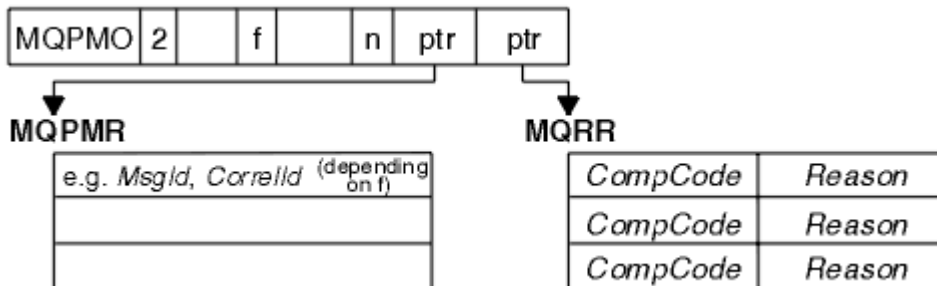 MQPMO 2 f n ptr ptr
MQPMR MQRR
e.g. MsgId, CorrelId (depending on f) CompCode Reason
CompCode Reason
CompCode Reason